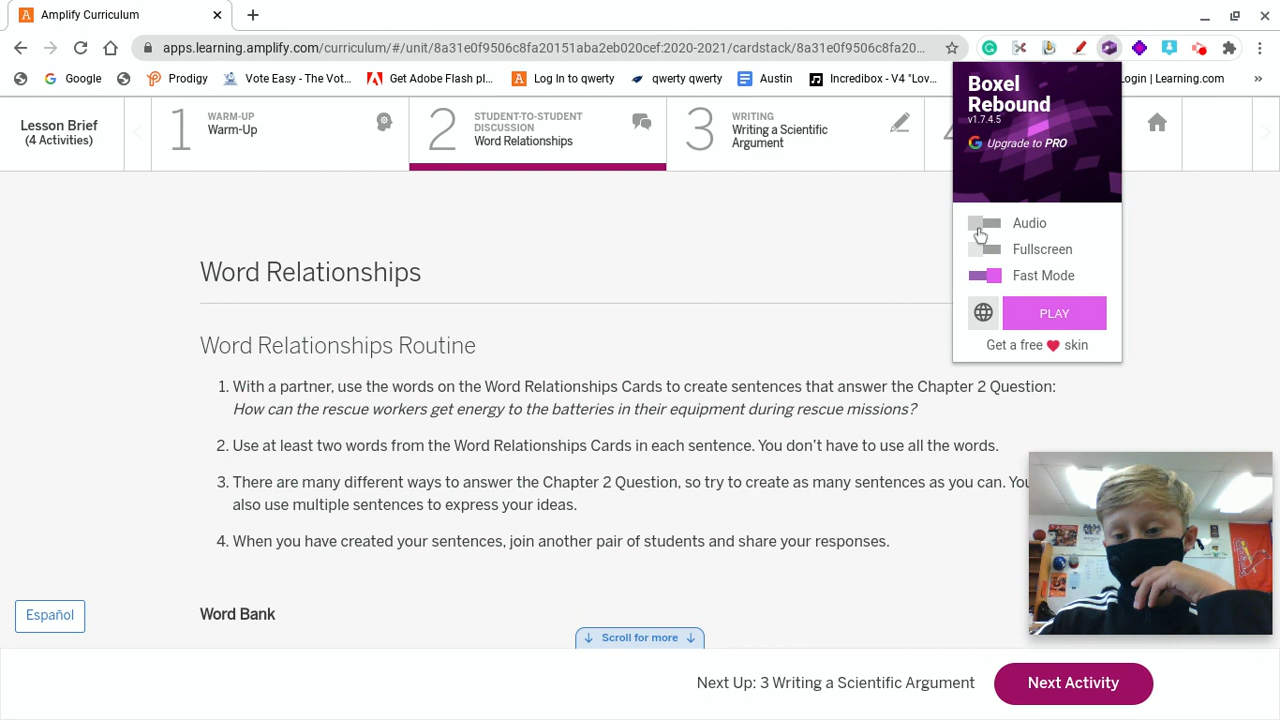 Amplify Curriculum
apps.learning.amplify.com/curriculum/#/unit/8a31e0f9506c8fa20151aba2eb020cef:2020-2021/cardstack/8a31e0f9506c8fa20...
Google
Prodigy
Vote Easy - The Vot...
Get Adobe Flash pl...
Log In to qwerty
qwerty qwerty
Austin
Incredibox - V4 "Lov...
Login | Learning.com
»
Lesson Brief
(4 Activities)
1
WARM-UP
Warm-Up
2
STUDENT-TO-STUDENT
DISCUSSION
Word Relationships
3
WRITING
Writing a Scientific
Argument
Boxel
Rebound
v1.7.4.5
Upgrade to PRO
Audio
Fullscreen
Fast Mode
PLAY
Get a free ❤ skin
Word Relationships
Word Relationships Routine
1. With a partner, use the words on the Word Relationships Cards to create sentences that answer the Chapter 2 Question:
How can the rescue workers get energy to the batteries in their equipment during rescue missions?
2. Use at least two words from the Word Relationships Cards in each sentence. You don't have to use all the words.
3. There are many different ways to answer the Chapter 2 Question, so try to create as many sentences as you can. You
also use multiple sentences to express your ideas.
4. When you have created your sentences, join another pair of students and share your responses.
Español
Word Bank
↓ Scroll for more ↓
Next Up: 3 Writing a Scientific Argument
Next Activity